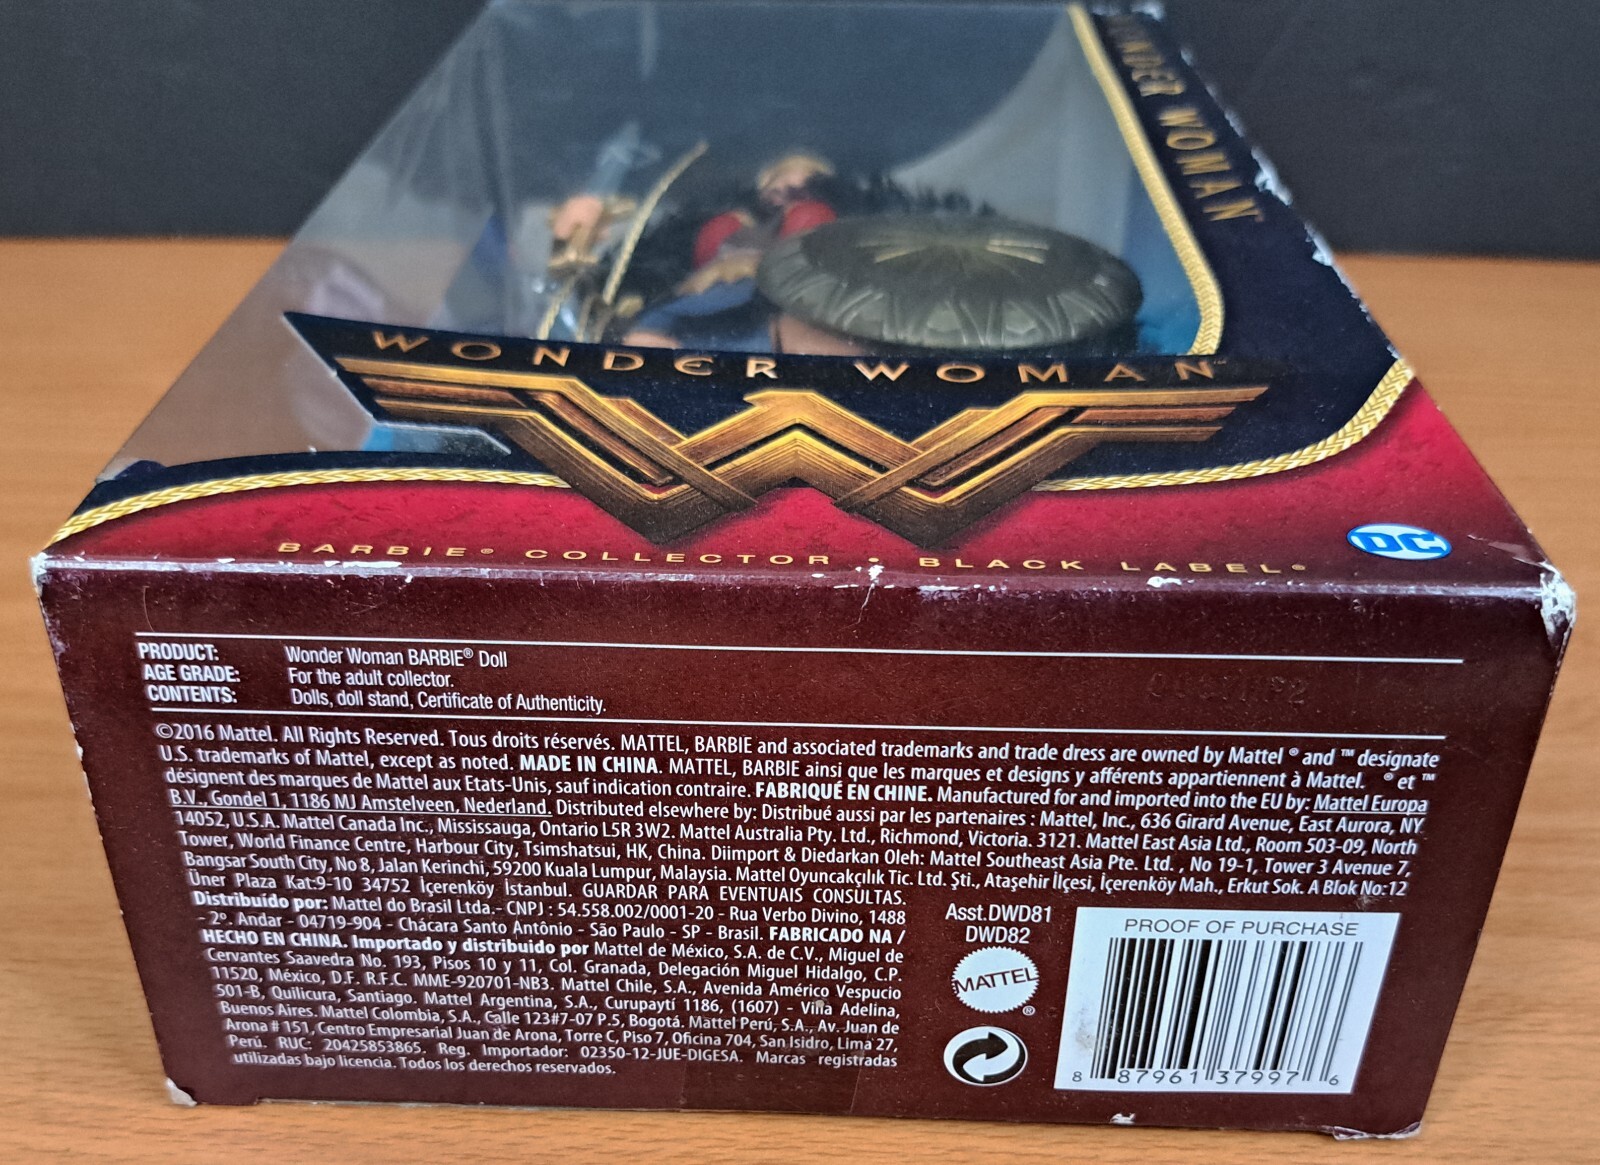 WONDER WOMAN
WONDER WOMAN™
DC
BARBIE® COLLECTOR • BLACK LABEL®
PRODUCT: Wonder Woman BARBIE® Doll
AGE GRADE: For the adult collector.
CONTENTS: Dolls, doll stand, Certificate of Authenticity.
©2016 Mattel. All Rights Reserved. Tous droits réservés. MATTEL, BARBIE and associated trademarks and trade dress are owned by Mattel ® and ™ designate
U.S. trademarks of Mattel, except as noted. MADE IN CHINA. MATTEL, BARBIE ainsi que les marques et designs y afférents appartiennent à Mattel. ® et ™
désignent des marques de Mattel aux Etats-Unis, sauf indication contraire. FABRIQUÉ EN CHINE. Manufactured for and imported into the EU by: Mattel Europa
B.V., Gondel 1, 1186 MJ Amstelveen, Nederland. Distributed elsewhere by: Distribué aussi par les partenaires : Mattel, Inc., 636 Girard Avenue, East Aurora, NY
14052, U.S.A. Mattel Canada Inc., Mississauga, Ontario L5R 3W2. Mattel Australia Pty. Ltd., Richmond, Victoria. 3121. Mattel East Asia Ltd., Room 503-09, North
Tower, World Finance Centre, Harbour City, Tsimshatsui, HK, China. Diimport & Diedarkan Oleh: Mattel Southeast Asia Pte. Ltd. , No 19-1, Tower 3 Avenue 7,
Bangsar South City, No 8, Jalan Kerinchi, 59200 Kuala Lumpur, Malaysia. Mattel Oyuncakçılık Tic. Ltd. Şti., Ataşehir İlçesi, İçerenköy Mah., Erkut Sok. A Blok No:12
Üner Plaza Kat:9-10 34752 İçerenköy İstanbul. GUARDAR PARA EVENTUAIS CONSULTAS.
Distribuído por: Mattel do Brasil Ltda.- CNPJ : 54.558.002/0001-20 - Rua Verbo Divino, 1488
- 2º. Andar - 04719-904 - Chácara Santo Antônio - São Paulo - SP - Brasil. FABRICADO NA /
HECHO EN CHINA. Importado y distribuido por Mattel de México, S.A. de C.V., Miguel de
Cervantes Saavedra No. 193, Pisos 10 y 11, Col. Granada, Delegación Miguel Hidalgo, C.P.
11520, México, D.F. R.F.C. MME-920701-NB3. Mattel Chile, S.A., Avenida Américo Vespucio
501-B, Quilicura, Santiago. Mattel Argentina, S.A., Curupaytí 1186, (1607) - Villa Adelina,
Buenos Aires. Mattel Colombia, S.A., Calle 123#7-07 P.5, Bogotá. Mattel Perú, S.A., Av. Juan de
Arona # 151, Centro Empresarial Juan de Arona, Torre C, Piso 7, Oficina 704, San Isidro, Lima 27,
Perú. RUC: 20425853865. Reg. Importador: 02350-12-JUE-DIGESA. Marcas registradas
utilizadas bajo licencia. Todos los derechos reservados.
Asst.DWD81
DWD82
MATTEL®
PROOF OF PURCHASE
8 87961 37997 6